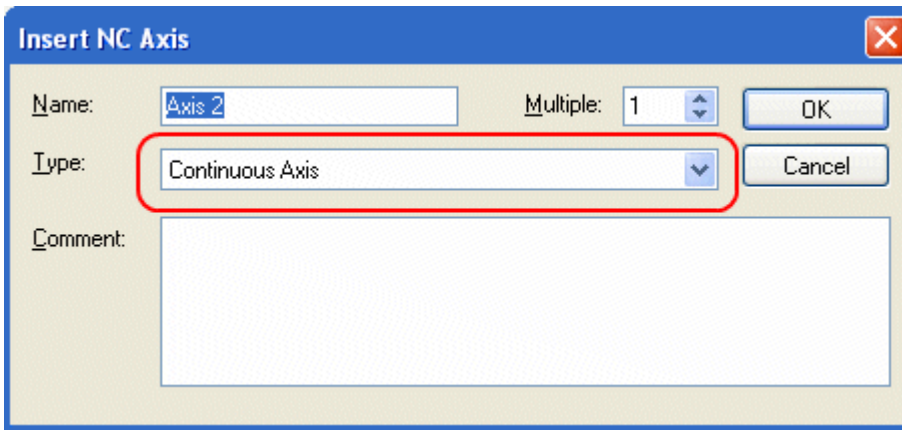 Insert NC Axis
Name: Axis 2 Multiple: 1 OK
Type: Continuous Axis Cancel
Comment: